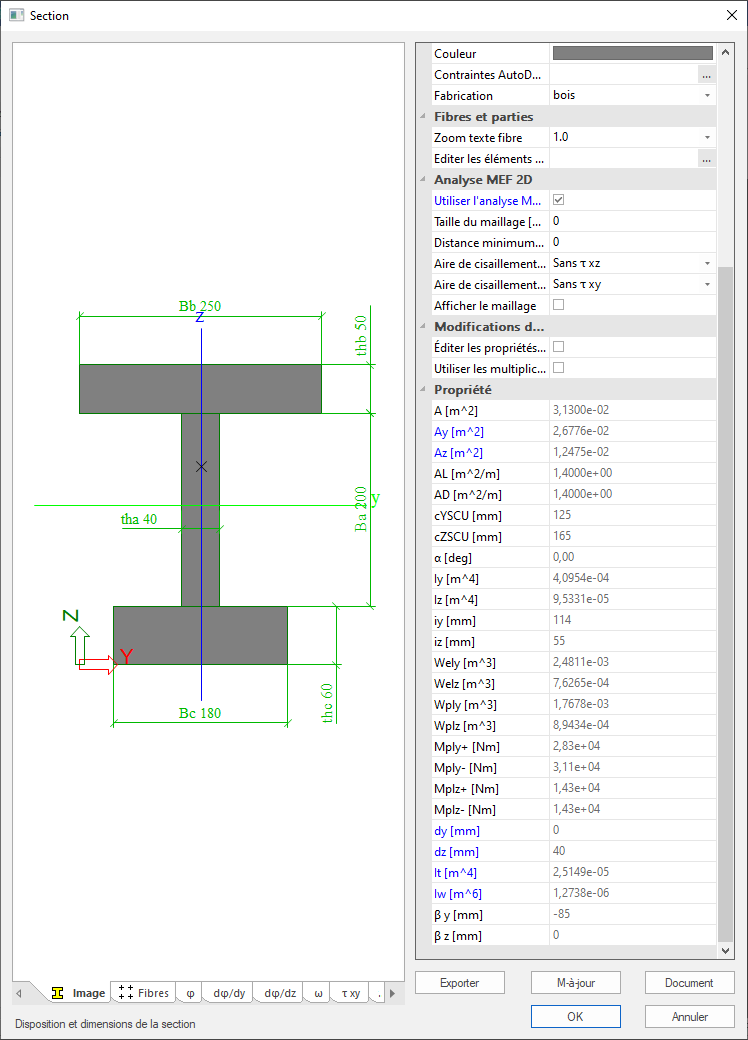 Section
Bb 250
z
thb 50
tha 40
Ba 200
y
Z
Y
Bc 180
thc 60
Image
Fibres
φ
dφ/dy
dφ/dz
ω
τ xy
.
Disposition et dimensions de la section
Couleur
Contraintes AutoD... ...
Fabrication bois
Fibres et parties
Zoom texte fibre 1.0
Editer les éléments ... ...
Analyse MEF 2D
Utiliser l'analyse M...
Taille du maillage [... 0
Distance minimum... 0
Aire de cisaillement... Sans τ xz
Aire de cisaillement... Sans τ xy
Afficher le maillage
Modifications d...
Éditer les propriétés...
Utiliser les multiplic...
Propriété
A [m^2] 3,1300e-02
Ay [m^2] 2,6776e-02
Az [m^2] 1,2475e-02
AL [m^2/m] 1,4000e+00
AD [m^2/m] 1,4000e+00
cYSCU [mm] 125
cZSCU [mm] 165
α [deg] 0,00
Iy [m^4] 4,0954e-04
Iz [m^4] 9,5331e-05
iy [mm] 114
iz [mm] 55
Wely [m^3] 2,4811e-03
Welz [m^3] 7,6265e-04
Wply [m^3] 1,7678e-03
Wplz [m^3] 8,9434e-04
Mply+ [Nm] 2,83e+04
Mply- [Nm] 3,11e+04
Mplz+ [Nm] 1,43e+04
Mplz- [Nm] 1,43e+04
dy [mm] 0
dz [mm] 40
It [m^4] 2,5149e-05
Iw [m^6] 1,2738e-06
β y [mm] -85
β z [mm] 0
Exporter
M-à-jour
Document
OK
Annuler